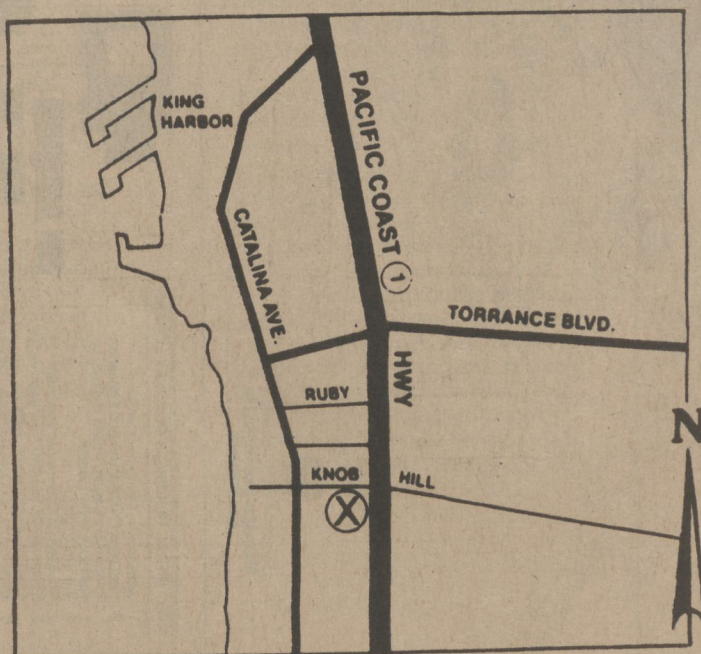 KING
HARBOR
PACIFIC COAST 1
HWY
CATALINA AVE.
TORRANCE BLVD.
RUBY
KNOB HILL
X
N